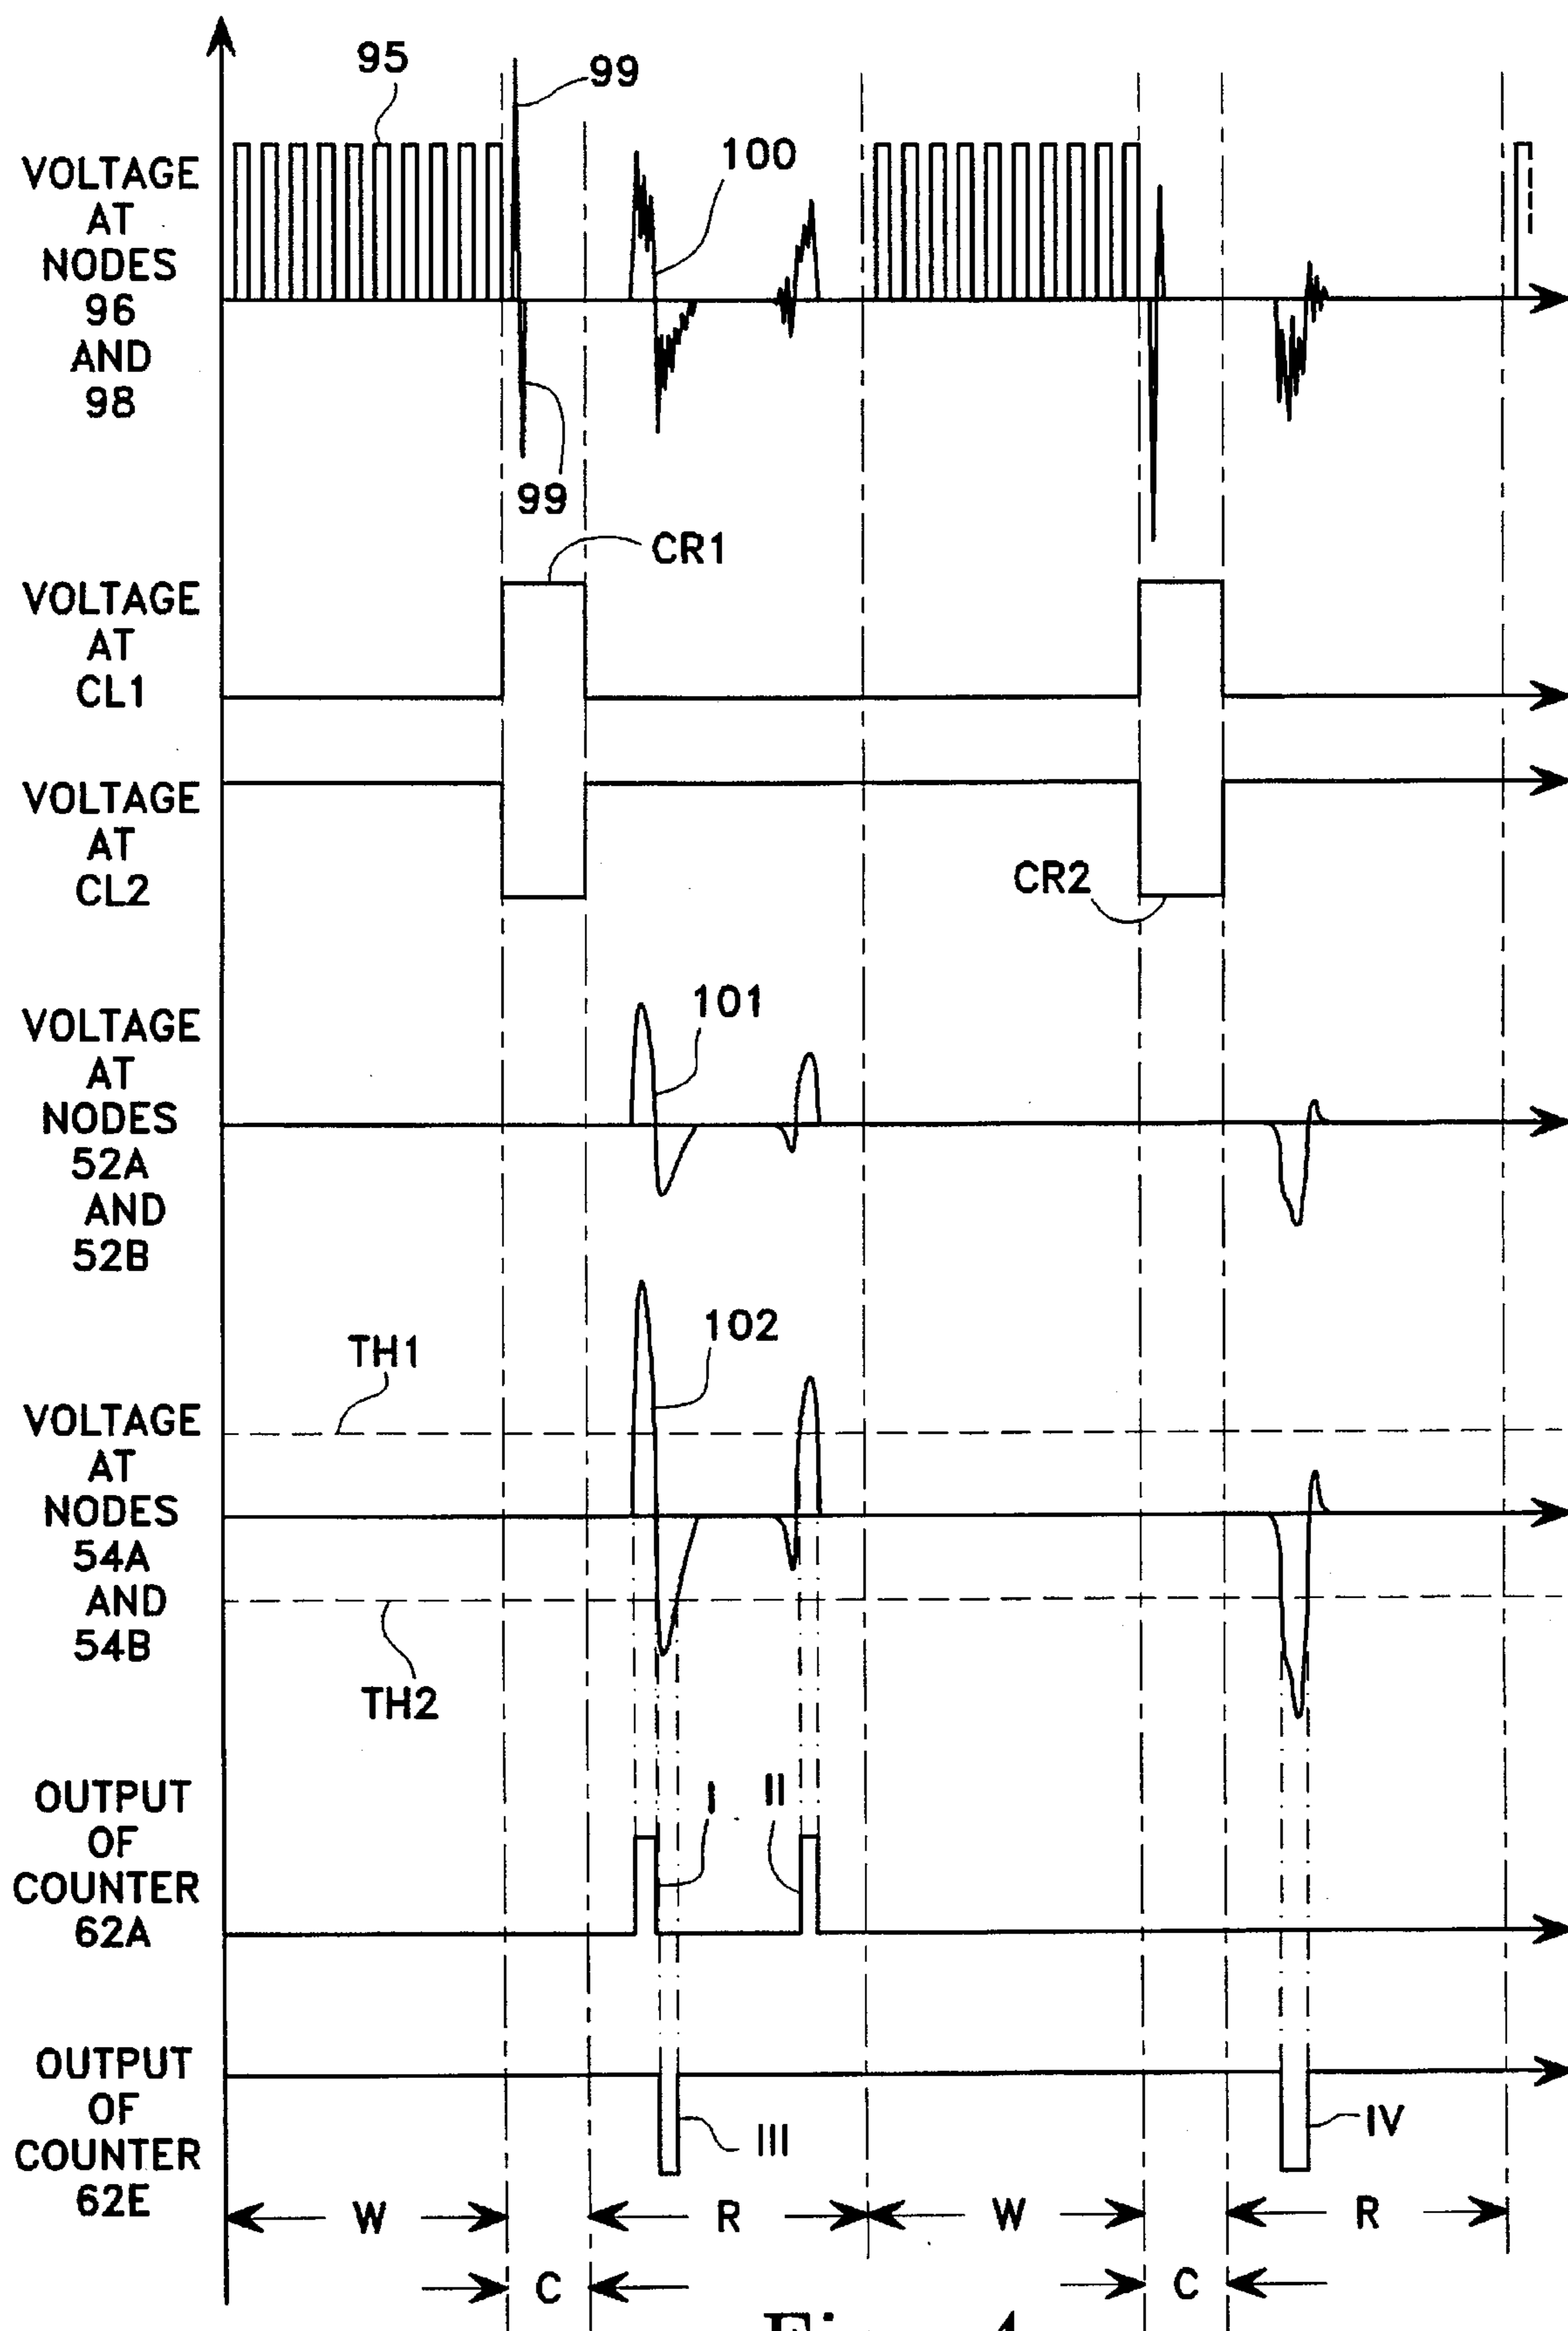 95
99
100
VOLTAGE
AT
NODES
96
AND
98
99
CR1
VOLTAGE
AT
CL1
VOLTAGE
AT
CL2
CR2
101
VOLTAGE
AT
NODES
52A
AND
52B
102
TH1
VOLTAGE
AT
NODES
54A
AND
54B
TH2
OUTPUT
OF
COUNTER
62A
I
II
OUTPUT
OF
COUNTER
62E
III
IV
W
R
W
R
C
C